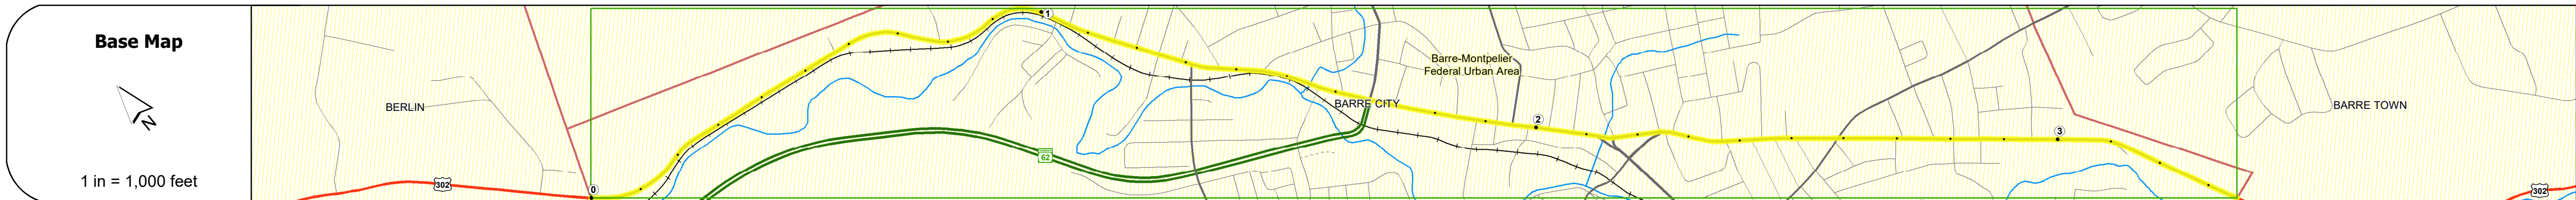 Base Map
N
1 in = 1,000 feet
BERLIN
302
0
1
62
Barre-Montpelier
Federal Urban Area
BARRE CITY
2
3
BARRE TOWN
302